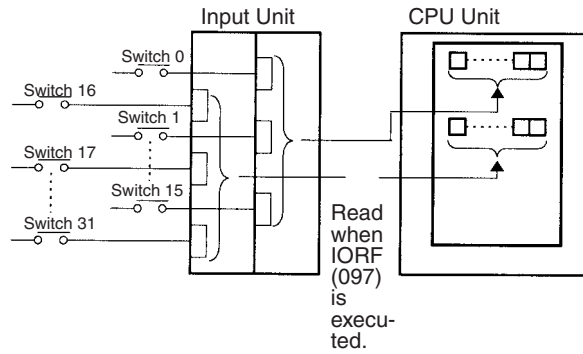 Input Unit
CPU Unit
Switch 0
Switch 16
Switch 1
Switch 17
Switch 15
Switch 31
Read
when
IORF
(097)
is
execu-
ted.